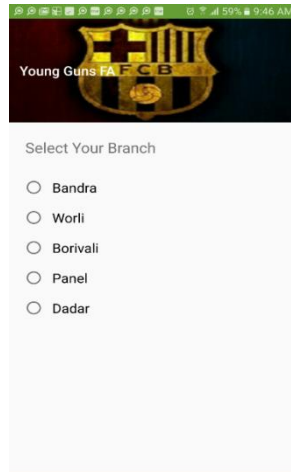 59% 9:46 AM
Young Guns FA
FCB
Select Your Branch
Bandra
Worli
Borivali
Panel
Dadar